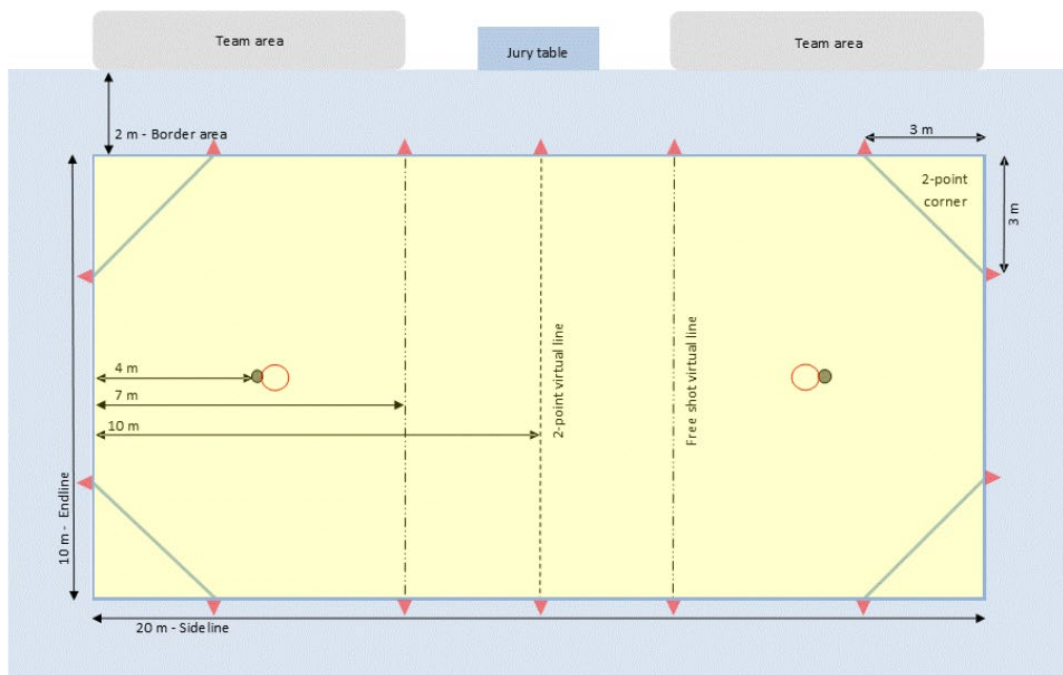 Team area
Jury table
Team area
2 m - Border area
3 m
2-point
corner
3 m
4 m
7 m
10 m
2-point virtual line
Free shot virtual line
10 m - Endline
20 m - Sideline